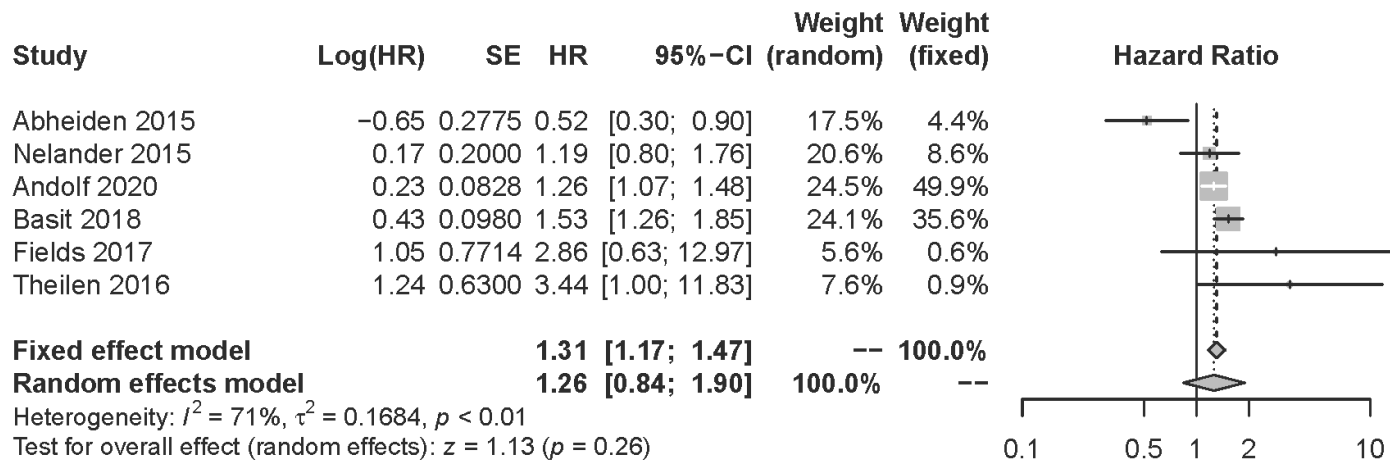 Weight Weight
Study Log(HR) SE HR 95%−CI (random) (fixed) Hazard Ratio
Abheiden 2015 −0.65 0.2775 0.52 [0.30; 0.90] 17.5% 4.4%
Nelander 2015 0.17 0.2000 1.19 [0.80; 1.76] 20.6% 8.6%
Andolf 2020 0.23 0.0828 1.26 [1.07; 1.48] 24.5% 49.9%
Basit 2018 0.43 0.0980 1.53 [1.26; 1.85] 24.1% 35.6%
Fields 2017 1.05 0.7714 2.86 [0.63; 12.97] 5.6% 0.6%
Theilen 2016 1.24 0.6300 3.44 [1.00; 11.83] 7.6% 0.9%
Fixed effect model 1.31 [1.17; 1.47] −− 100.0%
Random effects model 1.26 [0.84; 1.90] 100.0% −−
Heterogeneity: I² = 71%, τ² = 0.1684, p < 0.01
Test for overall effect (random effects): z = 1.13 (p = 0.26)
0.1 0.5 1 2 10